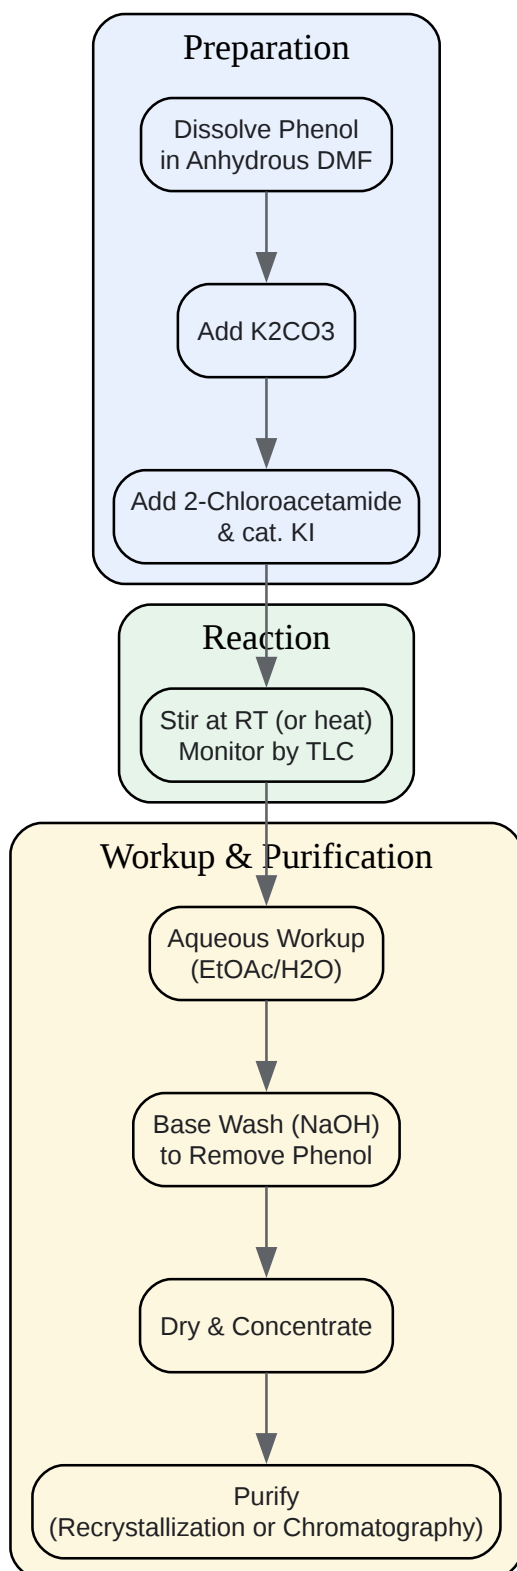 Preparation
Dissolve Phenol
in Anhydrous DMF
Add K2CO3
Add 2-Chloroacetamide
& cat. KI
Reaction
Stir at RT (or heat)
Monitor by TLC
Workup & Purification
Aqueous Workup
(EtOAc/H2O)
Base Wash (NaOH)
to Remove Phenol
Dry & Concentrate
Purify
(Recrystallization or Chromatography)